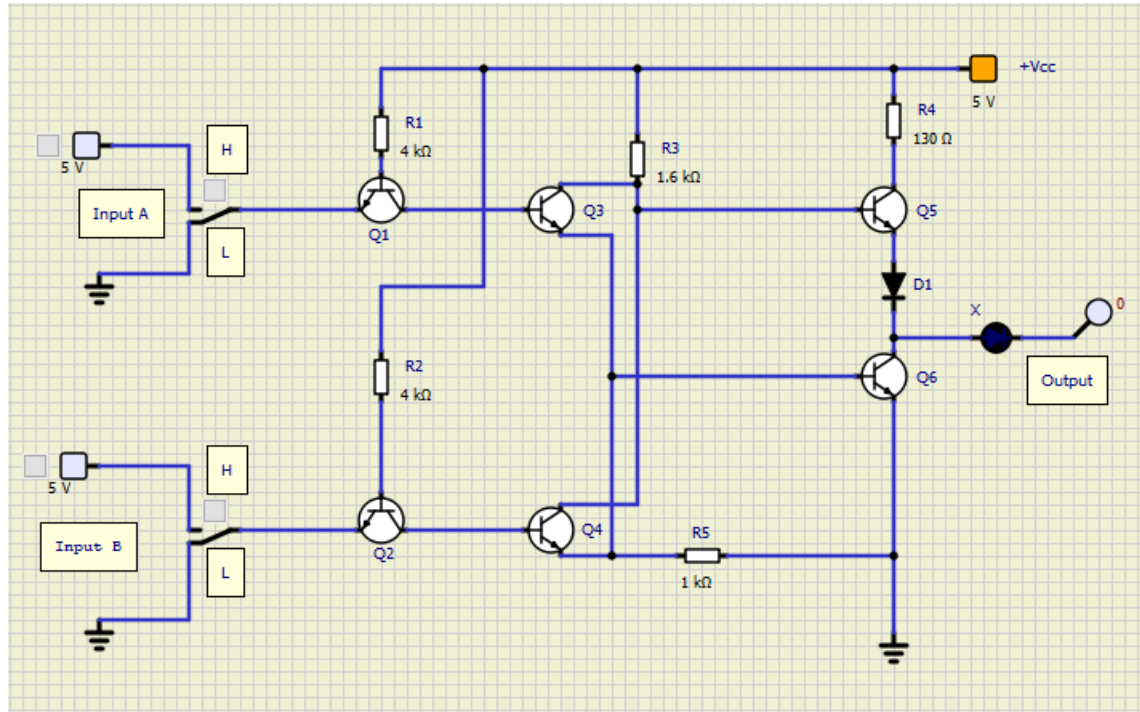 +Vcc
5 V
R4
130 Ω
R1
4 kΩ
H
5 V
R3
1.6 kΩ
Input A
Q3
Q5
Q1
L
D1
X
0
R2
4 kΩ
Q6
Output
H
5 V
Q4
R5
Input B
Q2
L
1 kΩ